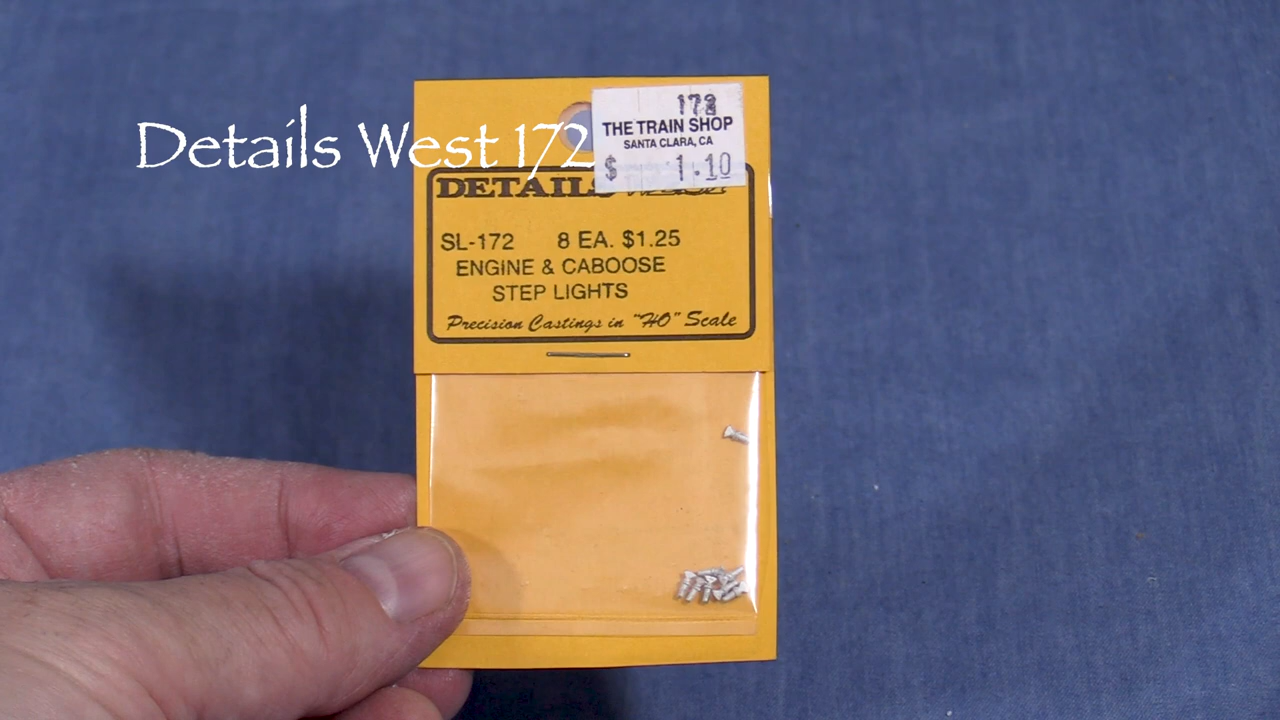 Details West 172
172
THE TRAIN SHOP
SANTA CLARA, CA
$ 1.10
DETAILS WEST
SL-172 8 EA. $1.25
ENGINE & CABOOSE
STEP LIGHTS
Precision Castings in "HO" Scale